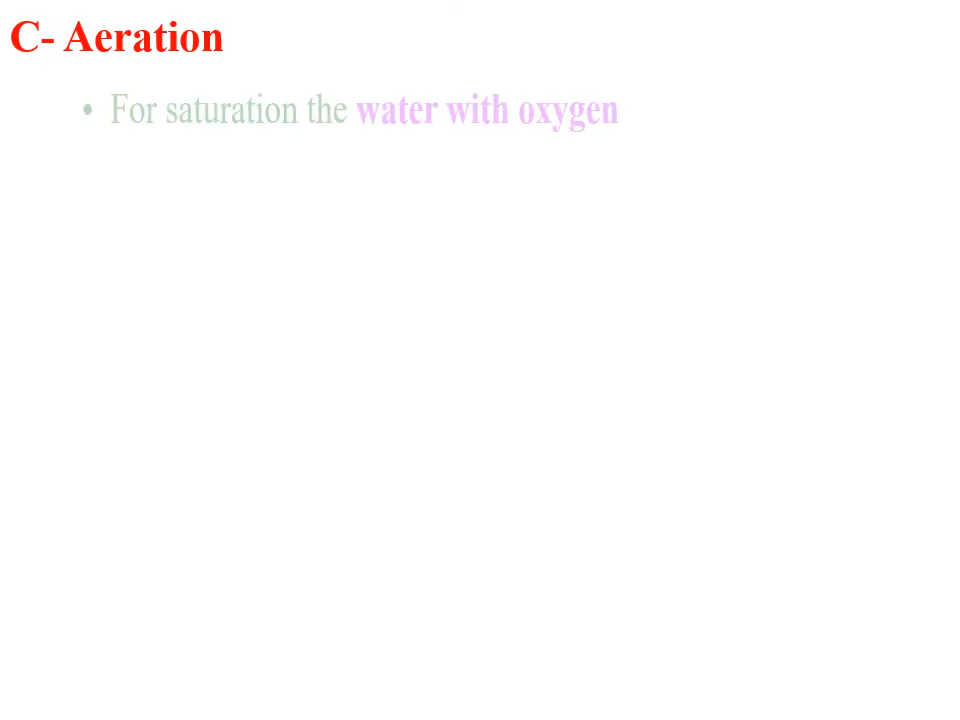 C- Aeration
• For saturation the water with oxygen